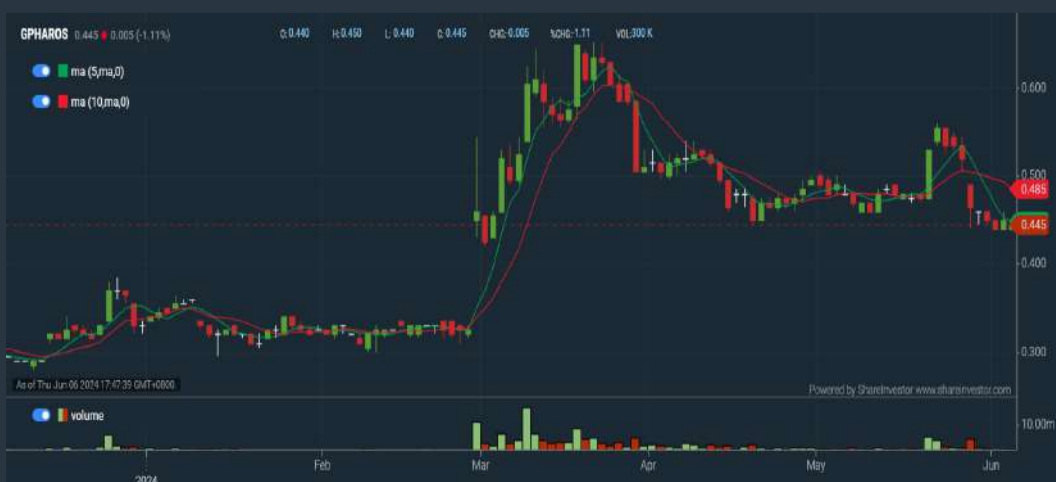 GPHAROS 0.445 0.005 (-1.11%) O: 0.440 H: 0.450 L: 0.440 C: 0.445 CHG:-0.005 %CHG:-1.11 VOL:300 K
ma (5,ma,0)
ma (10,ma,0)
0.600
0.500
0.485
0.445
0.400
0.300
As of Thu Jun 06 2024 17:47:39 GMT+0800
Powered by ShareInvestor www.shareinvestor.com
volume
10.00m
Feb Mar Apr May Jun
2024